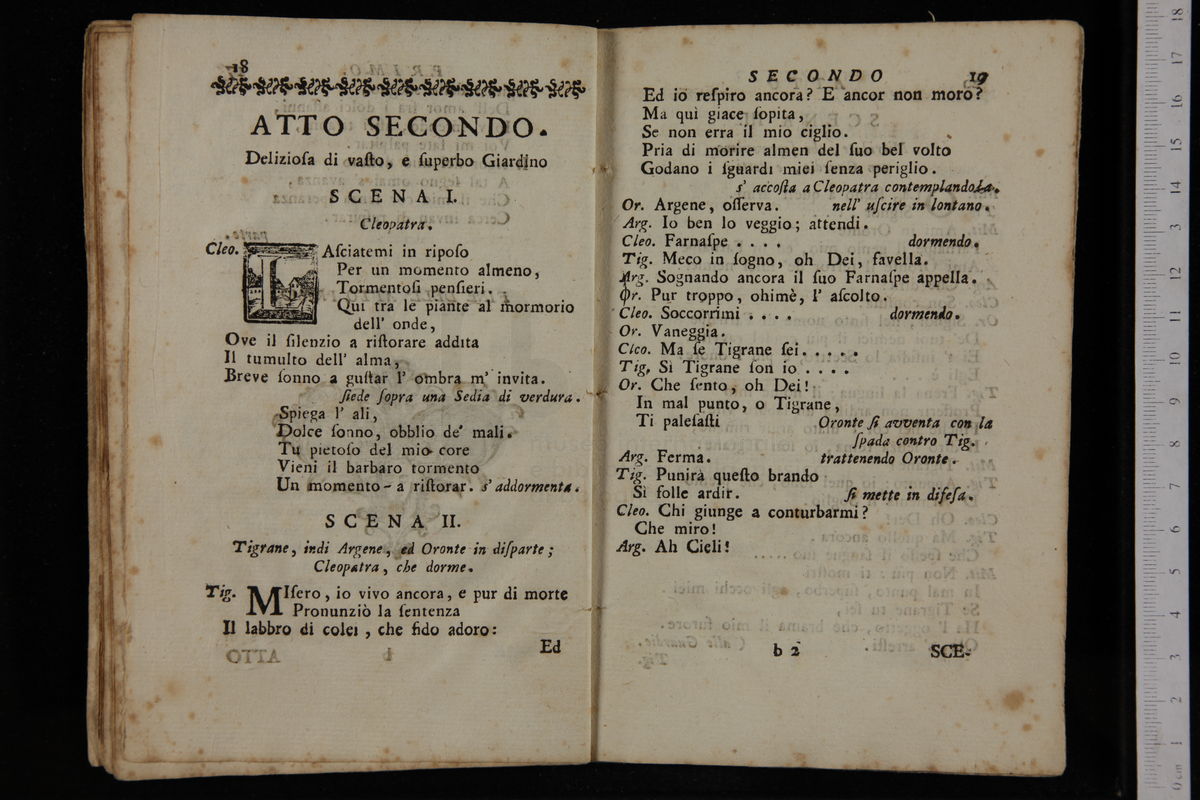 18
ATTO SECONDO.
Delizioſa di vaſto, e ſuperbo Giardino
SCENA I.
Cleopatra.
Cleo. LAſciatemi in ripoſo
Per un momento almeno,
Tormentoſi penſieri.
Qui tra le piante al mormorio
dell' onde,
Ove il ſilenzio a riſtorare addita
Il tumulto dell' alma,
Breve ſonno a guſtar l' ombra m' invita.
ſiede ſopra una Sedia di verdura.
Spiega l' ali,
Dolce ſonno, obblio de' mali.
Tu pietoſo del mio core
Vieni il barbaro tormento
Un momento - a riſtorar. s' addormenta.
SCENA II.
Tigrane, indi Argene, ed Oronte in diſparte;
Cleopatra, che dorme.
Tig. MIſero, io vivo ancora, e pur di morte
Pronunziò la ſentenza
Il labbro di colei, che fido adoro:
Ed
SECONDO 19
Ed io reſpiro ancora? E ancor non moro?
Ma quì giace ſopita,
Se non erra il mio ciglio.
Pria di morire almen del ſuo bel volto
Godano i ſguardi miei ſenza periglio.
s' accoſta a Cleopatra contemplandola.
Or. Argene, oſſerva. nell' uſcire in lontano.
Arg. Io ben lo veggio; attendi.
Cleo. Farnaſpe .... dormendo.
Tig. Meco in ſogno, oh Dei, favella.
Arg. Sognando ancora il ſuo Farnaſpe appella.
Or. Pur troppo, ohimè, l' aſcolto.
Cleo. Soccorrimi .... dormendo.
Or. Vaneggia.
Cleo. Ma ſe Tigrane ſei.....
Tig. Sì Tigrane ſon io ....
Or. Che ſento, oh Dei!
In mal punto, o Tigrane,
Ti paleſaſti Oronte ſi avventa con la
ſpada contro Tig.
Arg. Ferma. trattenendo Oronte.
Tig. Punirà queſto brando
Sì folle ardir. ſi mette in difeſa.
Cleo. Chi giunge a conturbarmi?
Che miro!
Arg. Ah Cieli!
b 2 SCE-